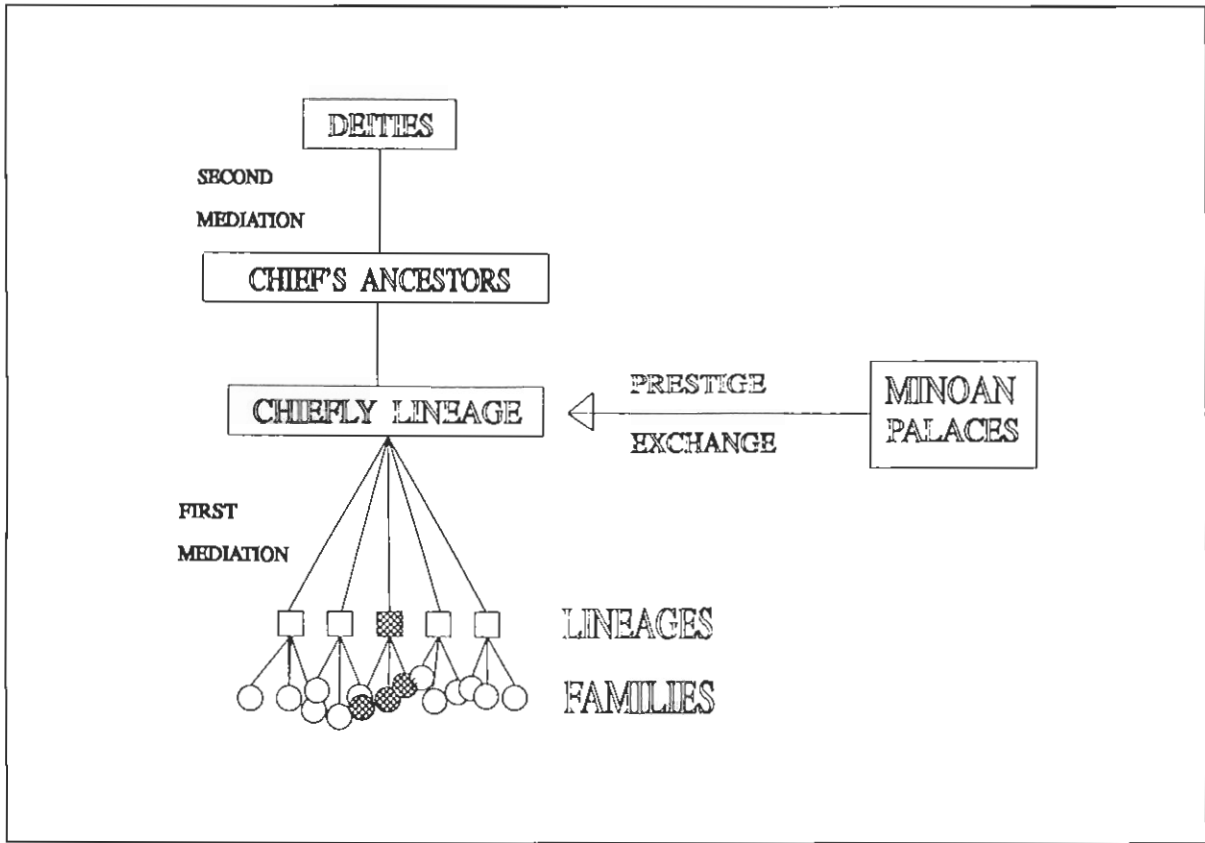 DEITIES
SECOND
MEDIATION
CHIEF'S ANCESTORS
CHIEFLY LINEAGE
PRESTIGE
EXCHANGE
MINOAN
PALACES
FIRST
MEDIATION
LINEAGES
FAMILIES